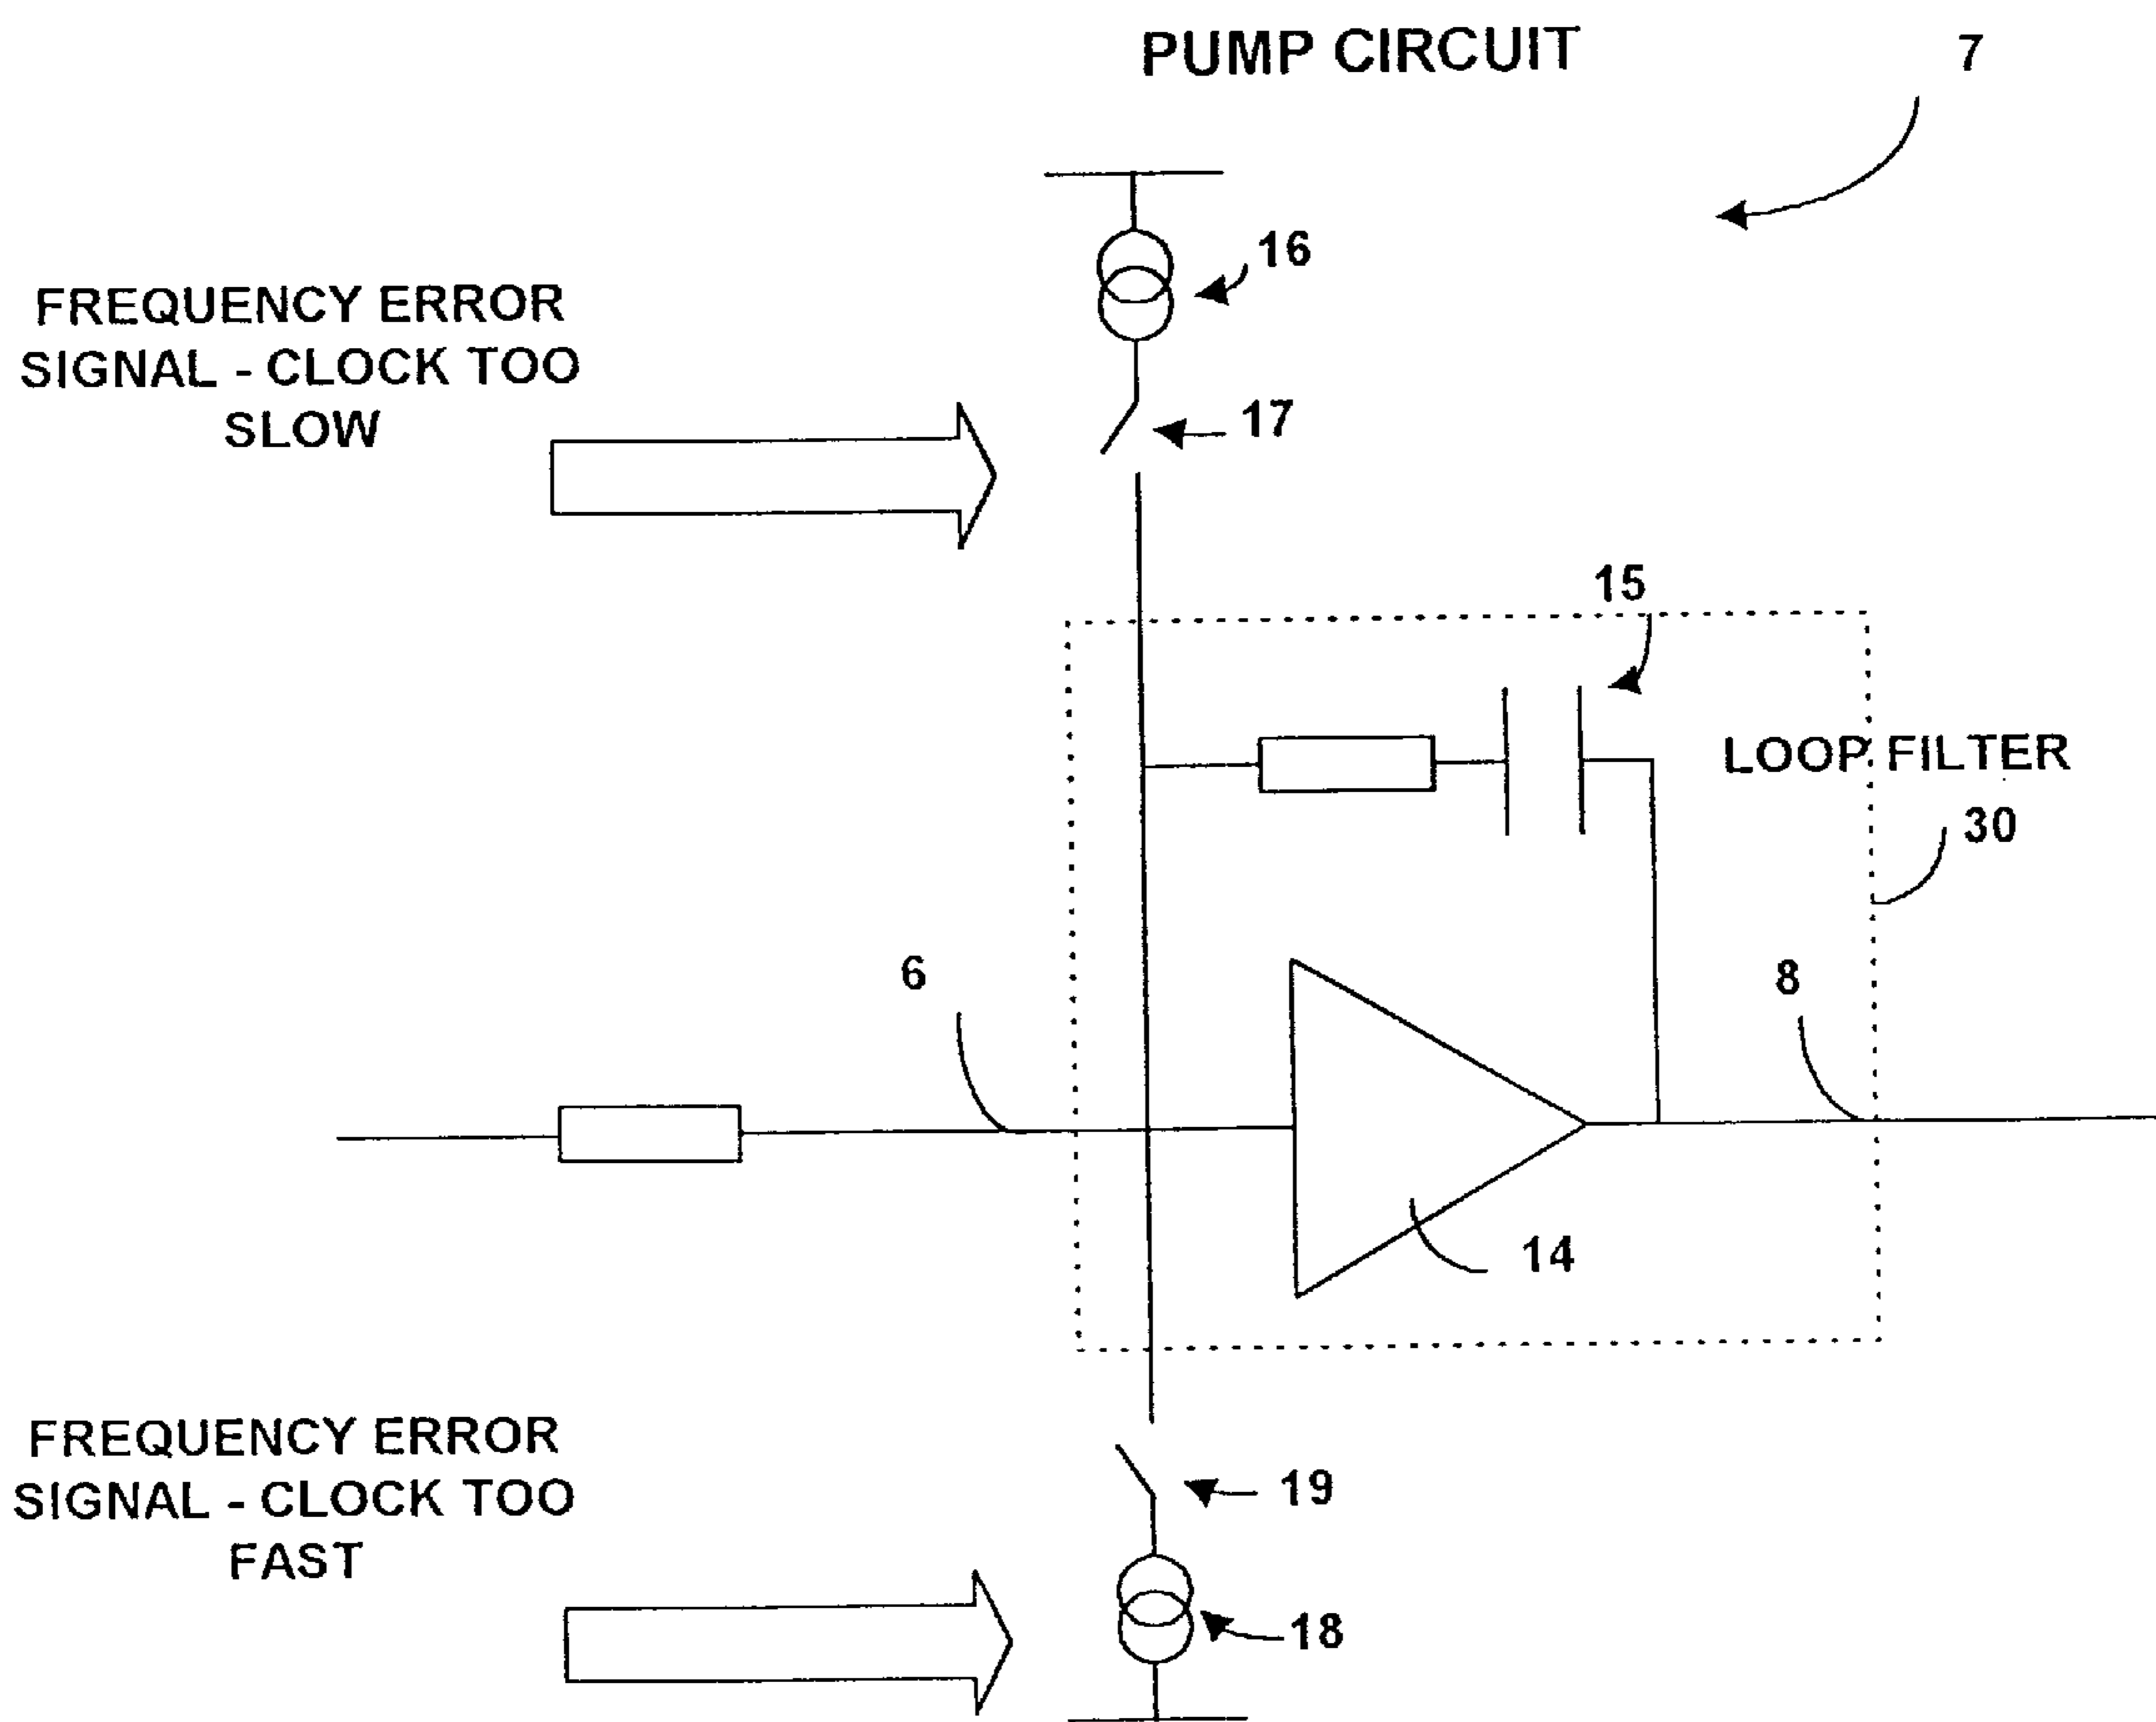 PUMP CIRCUIT
7
16
FREQUENCY ERROR
SIGNAL - CLOCK TOO
SLOW
17
15
LOOP FILTER
30
6
8
14
FREQUENCY ERROR
SIGNAL - CLOCK TOO
FAST
19
18